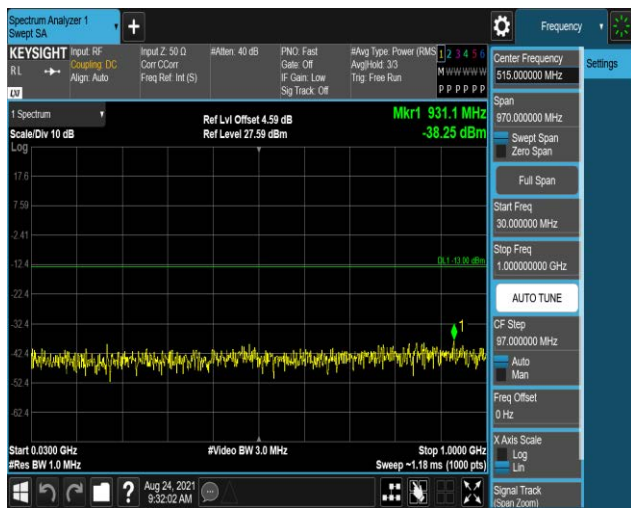 Spectrum Analyzer 1
Swept SA
+
Frequency
KEYSIGHT
RL
LXI
Input: RF
Coupling: DC
Align: Auto
Input Z: 50 Ω
Corr CCorr
Freq Ref: Int (S)
#Atten: 40 dB
PNO: Fast
Gate: Off
IF Gain: Low
Sig Track: Off
#Avg Type: Power (RMS
Avg|Hold: 3/3
Trig: Free Run
1 2 3 4 5 6
M W W W W W
P P P P P P
1 Spectrum
Scale/Div 10 dB
Log
Ref Lvl Offset 4.59 dB
Ref Level 27.59 dBm
Mkr1 931.1 MHz
-38.25 dBm
17.6
7.59
-2.41
-12.4
DL1 -13.00 dBm
-22.4
-32.4
1
-42.4
-52.4
-62.4
Start 0.0300 GHz
#Res BW 1.0 MHz
#Video BW 3.0 MHz
Stop 1.0000 GHz
Sweep ~1.18 ms (1000 pts)
?
Aug 24, 2021
9:32:02 AM
Center Frequency
515.000000 MHz
Settings
Span
970.000000 MHz
Swept Span
Zero Span
Full Span
Start Freq
30.000000 MHz
Stop Freq
1.000000000 GHz
AUTO TUNE
CF Step
97.000000 MHz
Auto
Man
Freq Offset
0 Hz
X Axis Scale
Log
Lin
Signal Track
(Span Zoom)